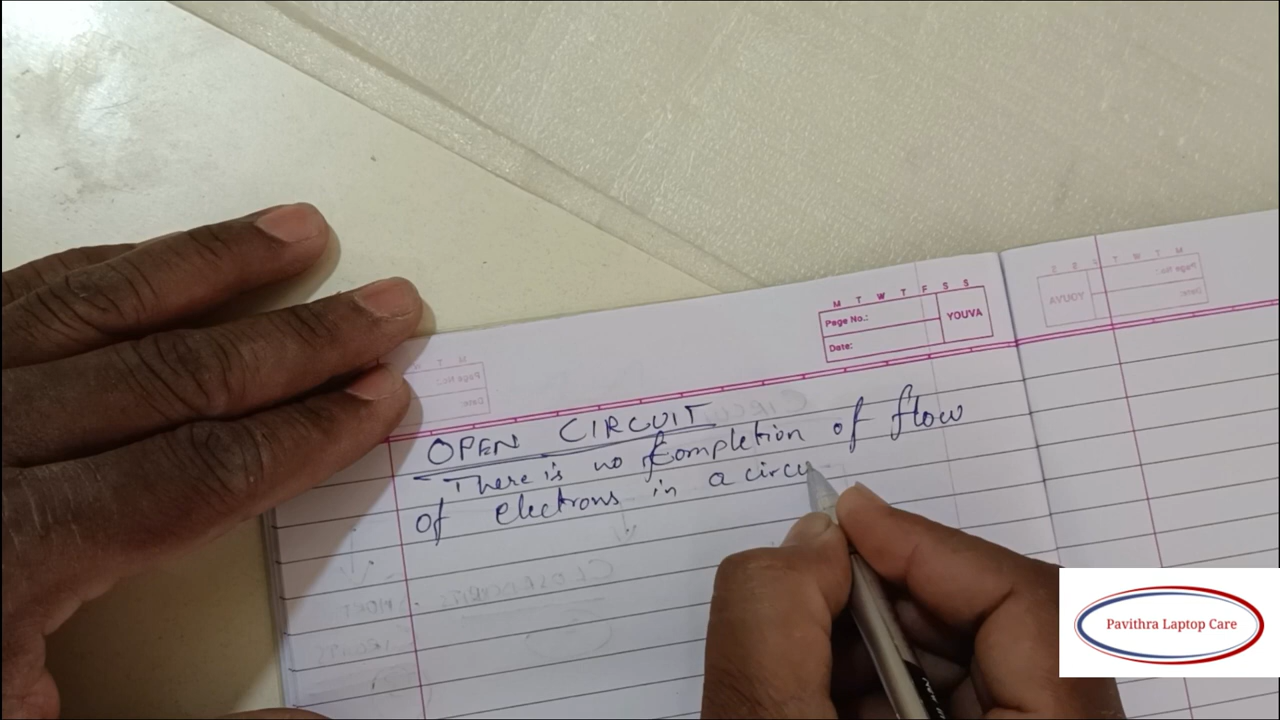 M T W T F S S
Page No.:
YOUVA
Date:
OPEN CIRCUIT
There is no completion of flow
of electrons in a circu
Pavithra Laptop Care